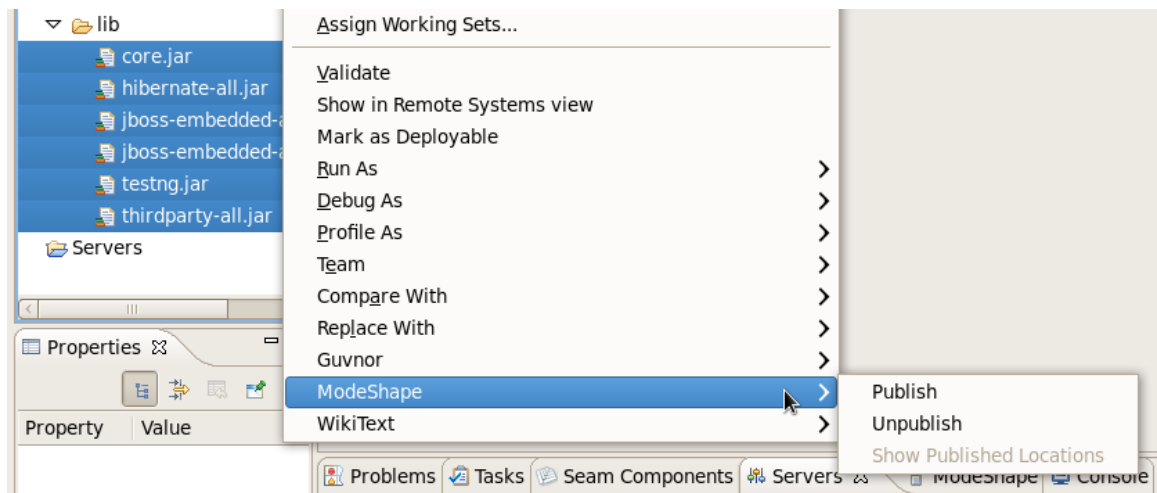 lib
core.jar
hibernate-all.jar
jboss-embedded-a
jboss-embedded-a
testng.jar
thirdparty-all.jar
Servers
Properties
Property Value
Assign Working Sets...
Validate
Show in Remote Systems view
Mark as Deployable
Run As
Debug As
Profile As
Team
Compare With
Replace With
Guvnor
ModeShape
WikiText
Publish
Unpublish
Show Published Locations
Problems Tasks Seam Components Servers ModeShape Console